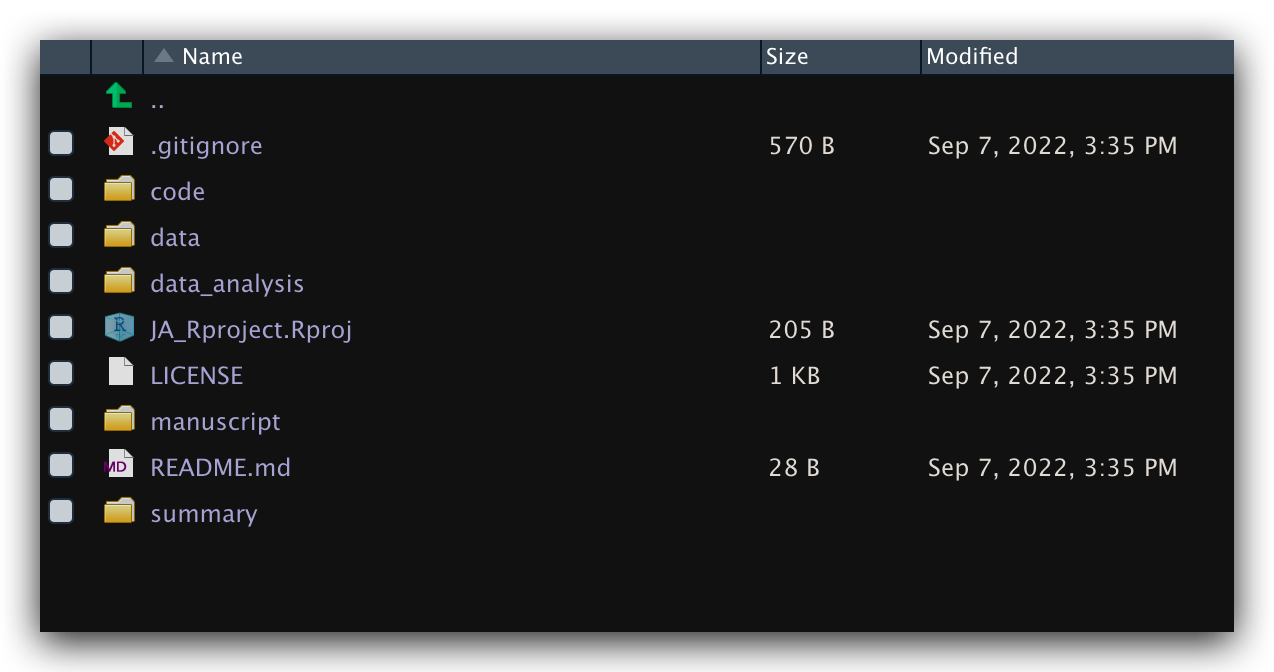 Name Size Modified
..
.gitignore 570 B Sep 7, 2022, 3:35 PM
code
data
data_analysis
R JA_Rproject.Rproj 205 B Sep 7, 2022, 3:35 PM
LICENSE 1 KB Sep 7, 2022, 3:35 PM
manuscript
MD README.md 28 B Sep 7, 2022, 3:35 PM
summary